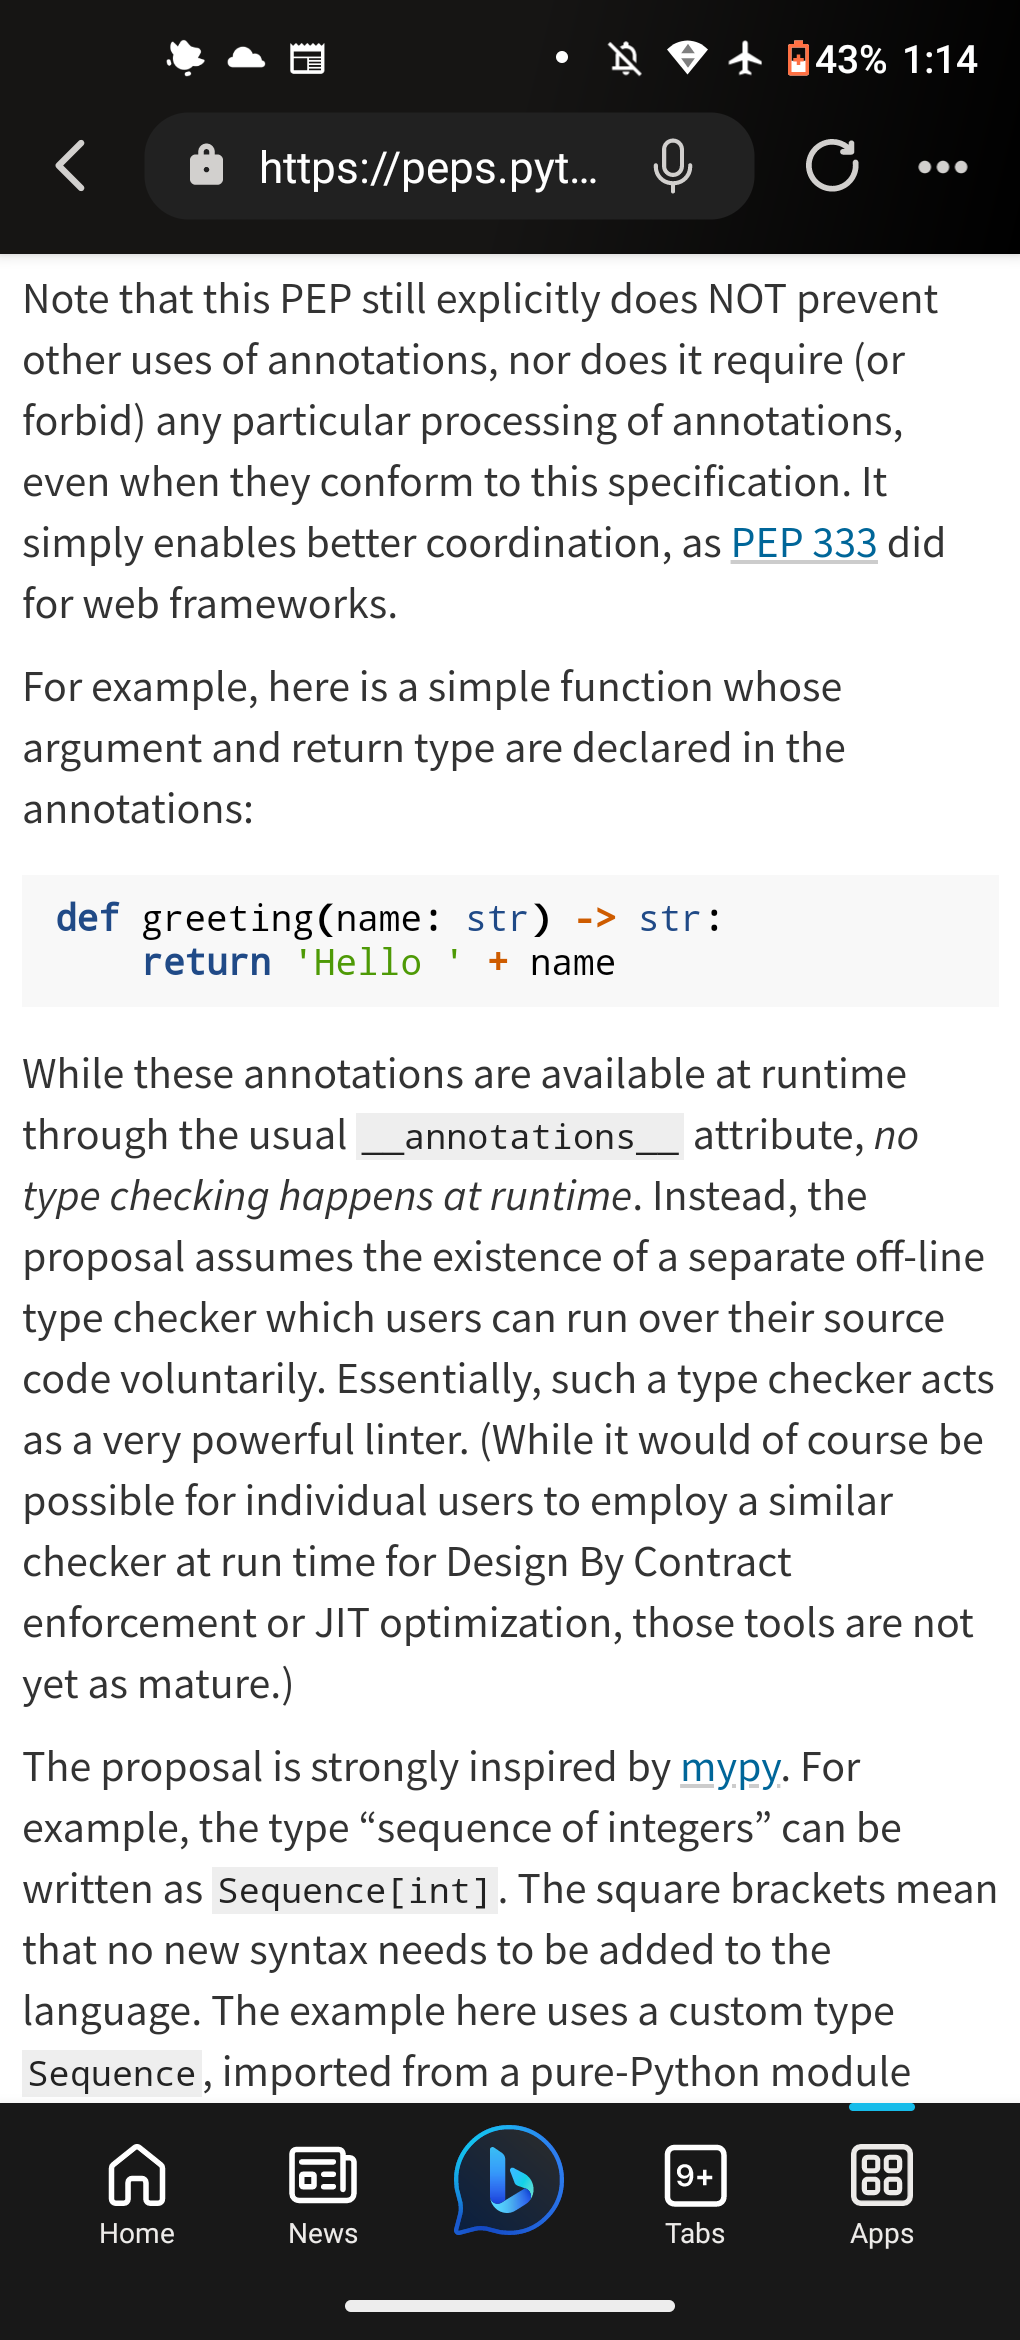 43% 1:14
https://peps.pyt...
Note that this PEP still explicitly does NOT prevent
other uses of annotations, nor does it require (or
forbid) any particular processing of annotations,
even when they conform to this specification. It
simply enables better coordination, as PEP 333 did
for web frameworks.
For example, here is a simple function whose
argument and return type are declared in the
annotations:
def greeting(name: str) -> str:
    return 'Hello ' + name
While these annotations are available at runtime
through the usual __annotations__ attribute, no
type checking happens at runtime. Instead, the
proposal assumes the existence of a separate off-line
type checker which users can run over their source
code voluntarily. Essentially, such a type checker acts
as a very powerful linter. (While it would of course be
possible for individual users to employ a similar
checker at run time for Design By Contract
enforcement or JIT optimization, those tools are not
yet as mature.)
The proposal is strongly inspired by mypy. For
example, the type “sequence of integers” can be
written as Sequence[int]. The square brackets mean
that no new syntax needs to be added to the
language. The example here uses a custom type
Sequence, imported from a pure-Python module
9+
Home News Tabs Apps